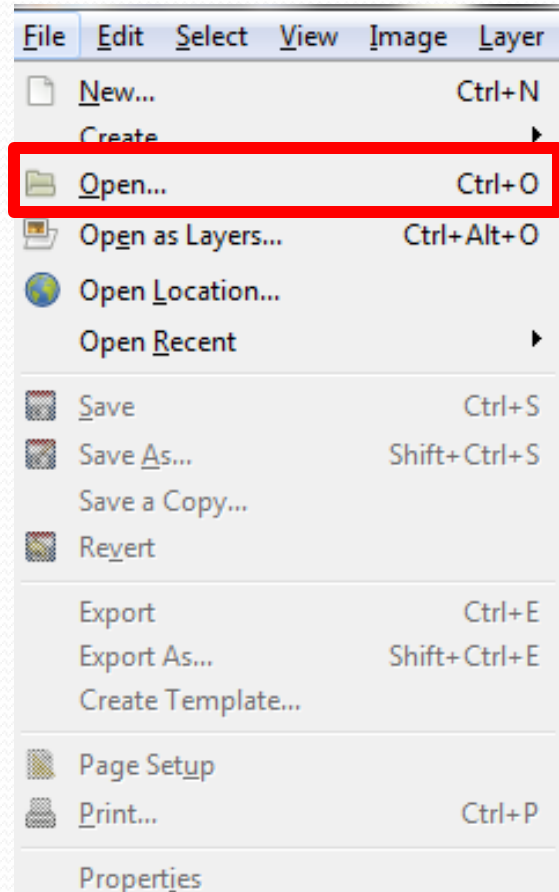 File Edit Select View Image Layer
New... Ctrl+N
Create
Open... Ctrl+O
Open as Layers... Ctrl+Alt+O
Open Location...
Open Recent
Save Ctrl+S
Save As... Shift+Ctrl+S
Save a Copy...
Revert
Export Ctrl+E
Export As... Shift+Ctrl+E
Create Template...
Page Setup
Print... Ctrl+P
Properties